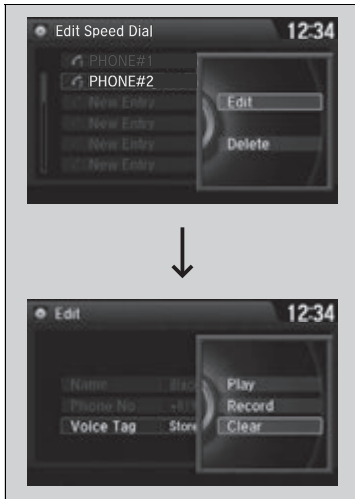 Edit Speed Dial 12:34
PHONE#1
PHONE#2
New Entry
New Entry
New Entry
New Entry
Edit
Delete
Edit 12:34
Name
Phone No
Voice Tag Store
Play
Record
Clear